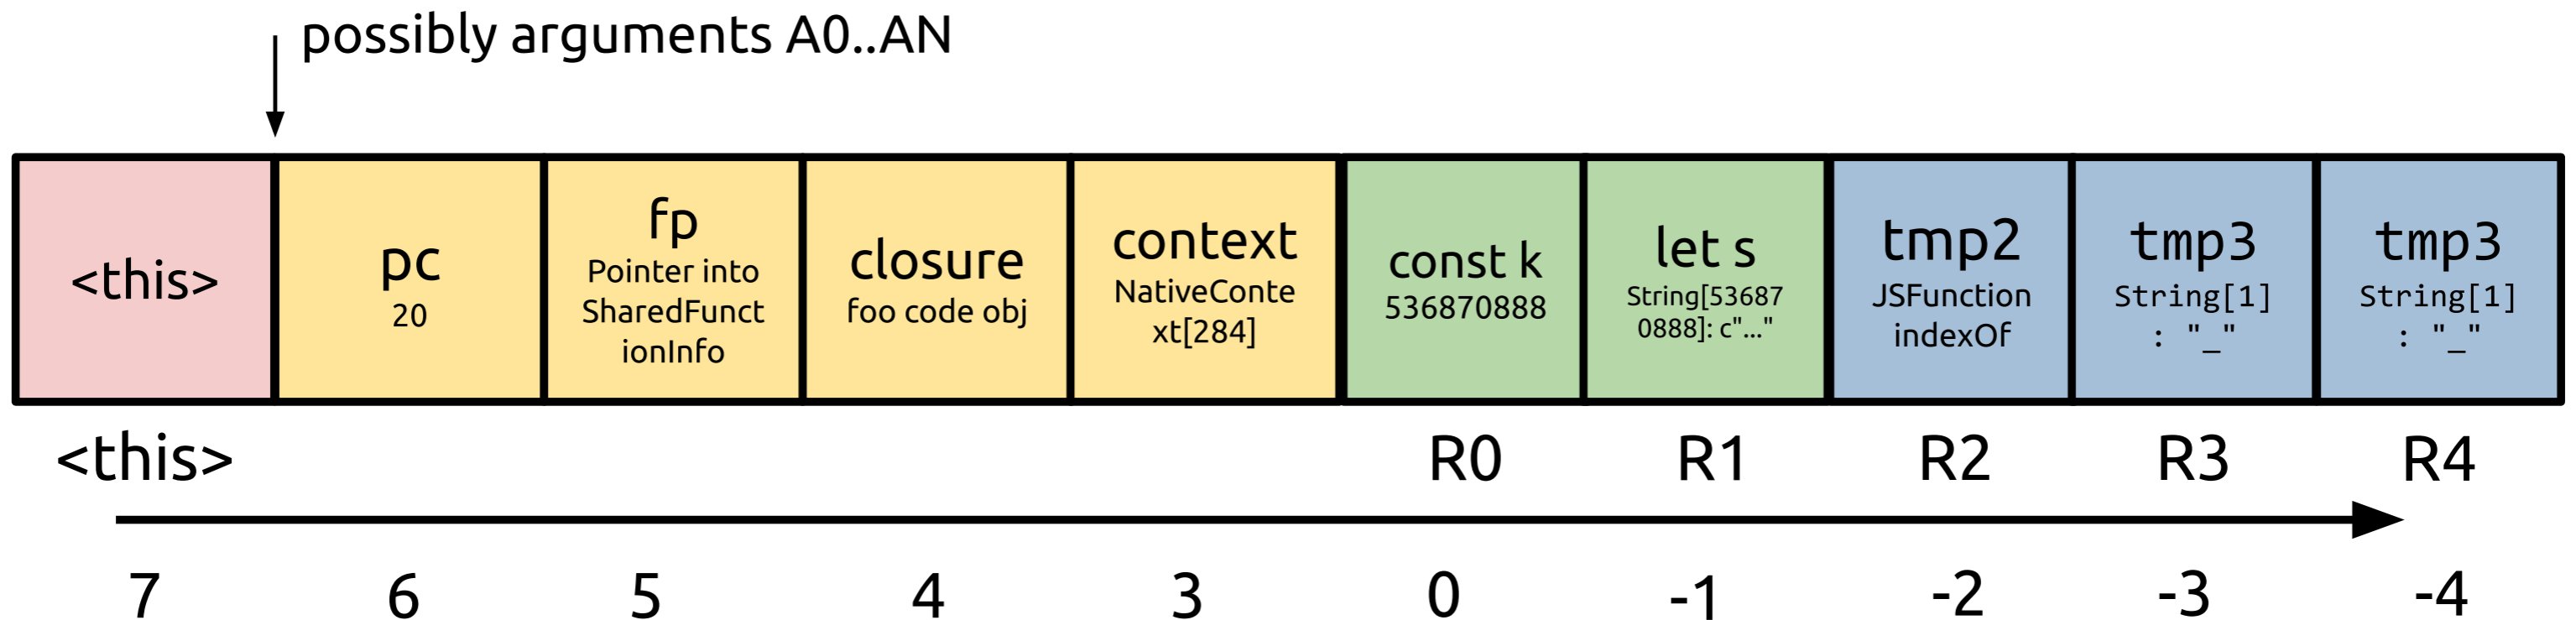 possibly arguments A0..AN
<this>
pc
20
fp
Pointer into
SharedFunct
ionInfo
closure
foo code obj
context
NativeConte
xt[284]
const k
536870888
let s
String[53687
0888]: c"..."
tmp2
JSFunction
indexOf
tmp3
String[1]
: "_"
tmp3
String[1]
: "_"
<this> R0 R1 R2 R3 R4
7 6 5 4 3 0 -1 -2 -3 -4